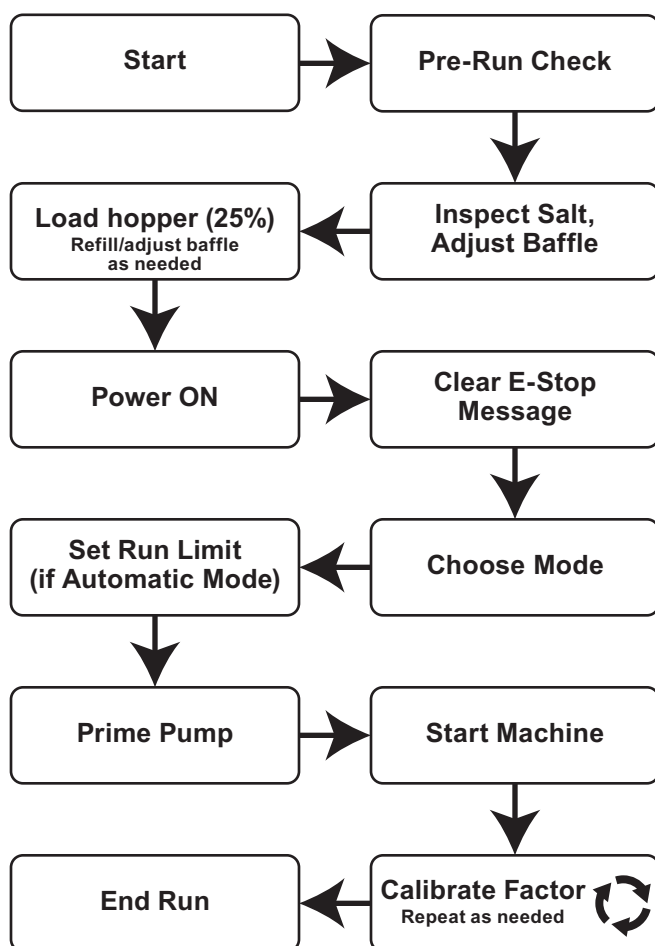 Start
Pre-Run Check
Inspect Salt,
Adjust Baffle
Load hopper (25%)
Refill/adjust baffle
as needed
Power ON
Clear E-Stop
Message
Choose Mode
Set Run Limit
(if Automatic Mode)
Prime Pump
Start Machine
Calibrate Factor
Repeat as needed
End Run